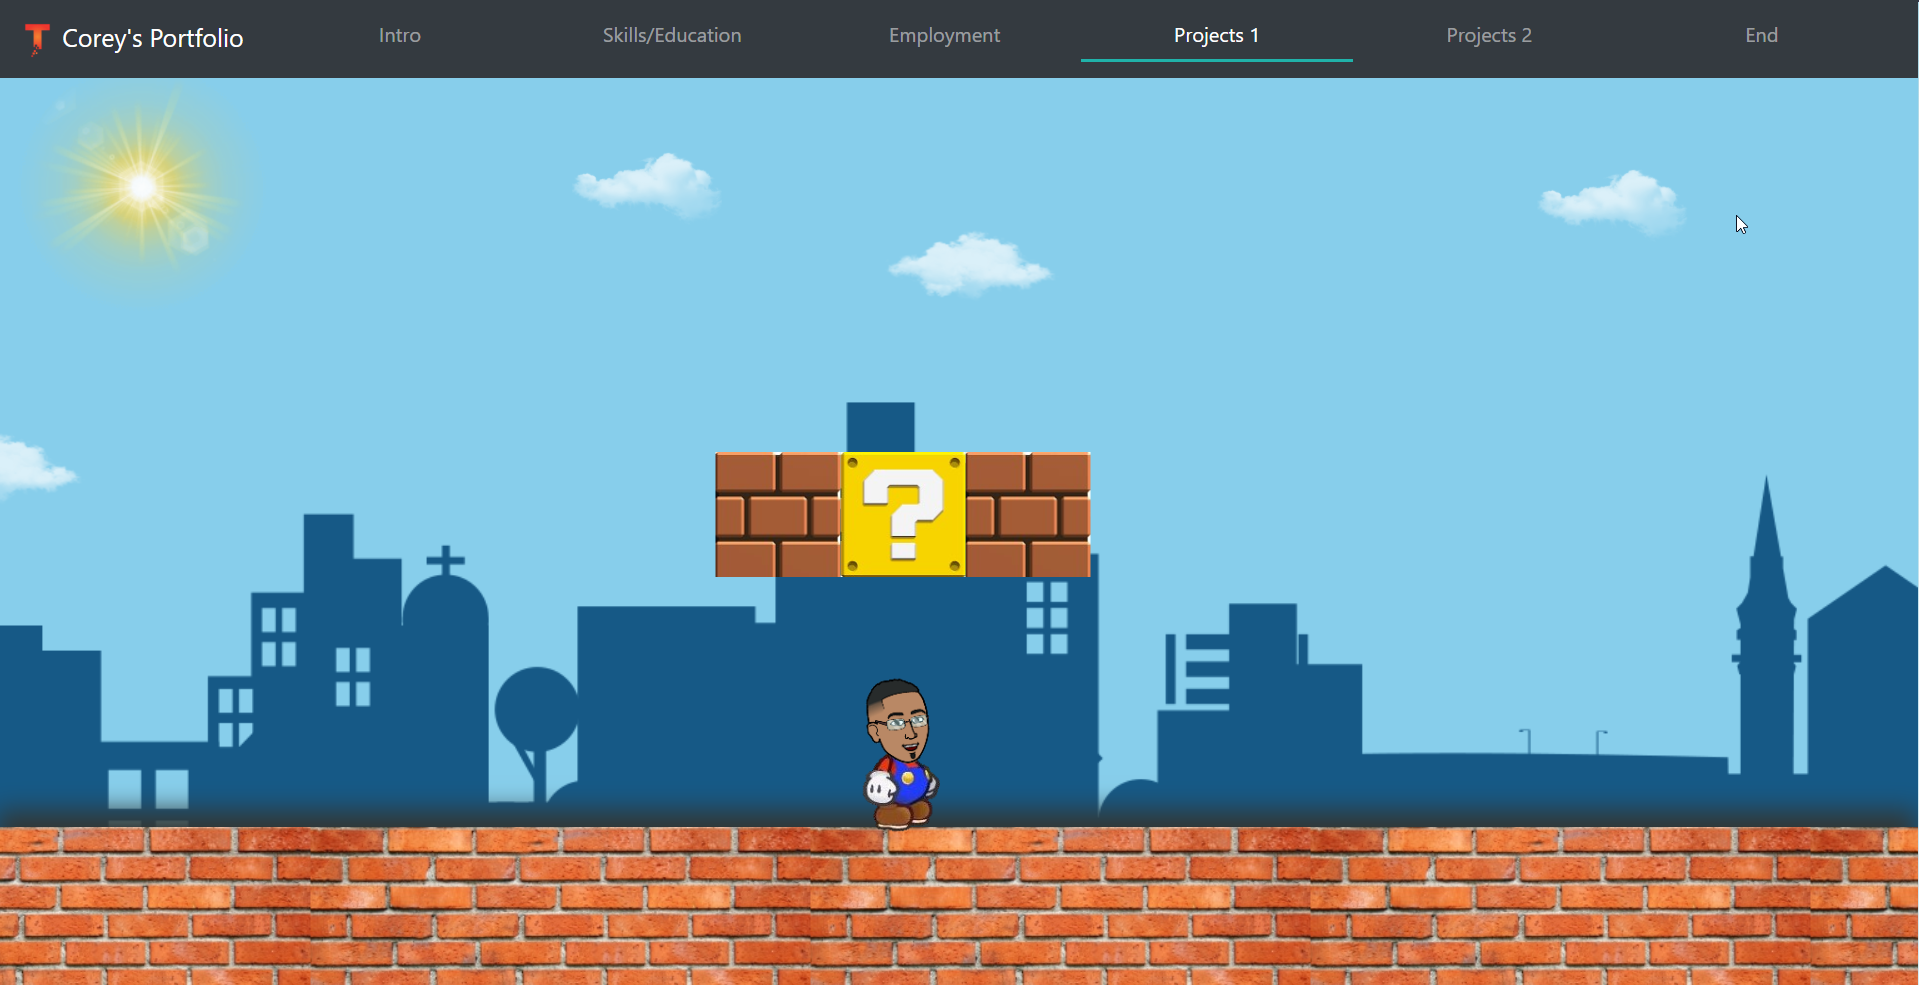 T Corey's Portfolio
Intro
Skills/Education
Employment
Projects 1
Projects 2
End
?